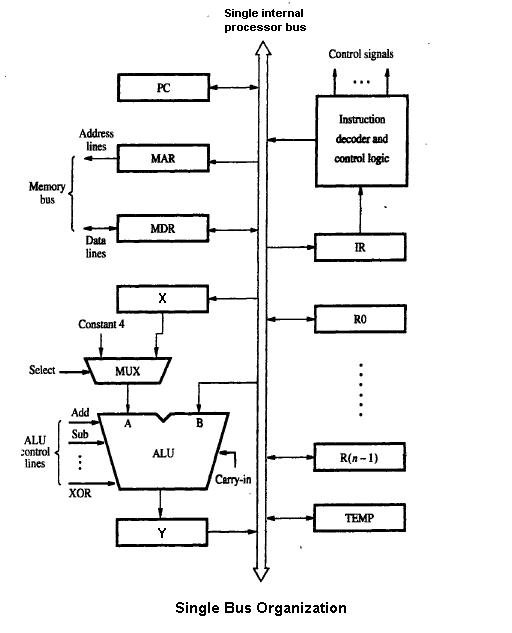 Single internal
processor bus
Control signals
...
PC
Instruction
decoder and
control logic
Address
lines
MAR
Memory
bus
MDR
Data
lines
IR
X
R0
Constant 4
Select
MUX
Add
A
B
Sub
ALU
control
lines
ALU
R(n − 1)
Carry-in
XOR
TEMP
Y
Single Bus Organization